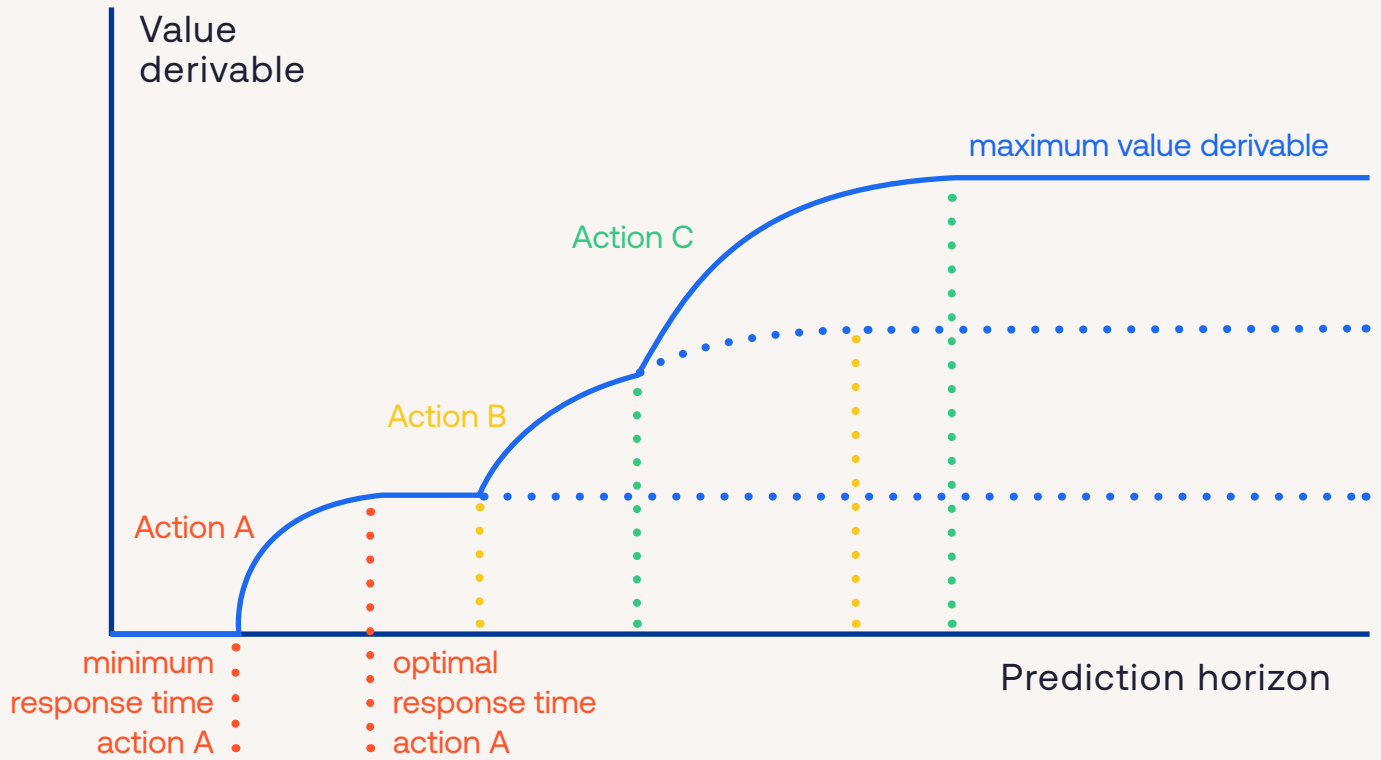 Value
derivable
maximum value derivable
Action C
Action B
Action A
minimum
response time
action A
optimal
response time
action A
Prediction horizon